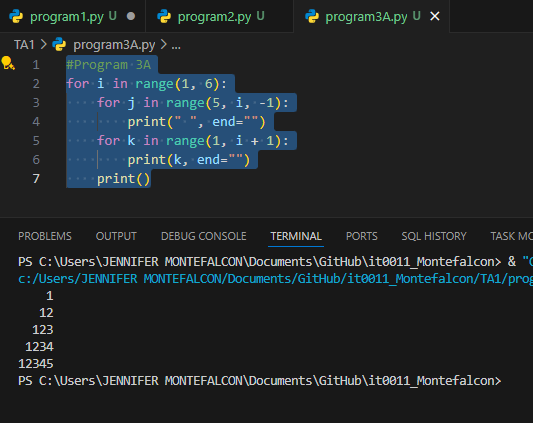 program1.py U
program2.py U
program3A.py U
TA1 > program3A.py > ...
1 #Program 3A
2 for i in range(1, 6):
3     for j in range(5, i, -1):
4         print(" ", end="")
5     for k in range(1, i + 1):
6         print(k, end="")
7     print()
PROBLEMS OUTPUT DEBUG CONSOLE TERMINAL PORTS SQL HISTORY TASK MO
PS C:\Users\JENNIFER MONTEFALCON\Documents\GitHub\it0011_Montefalcon> & "C
c:/Users/JENNIFER MONTEFALCON/Documents/GitHub/it0011_Montefalcon/TA1/prog
    1
   12
  123
 1234
12345
PS C:\Users\JENNIFER MONTEFALCON\Documents\GitHub\it0011_Montefalcon>